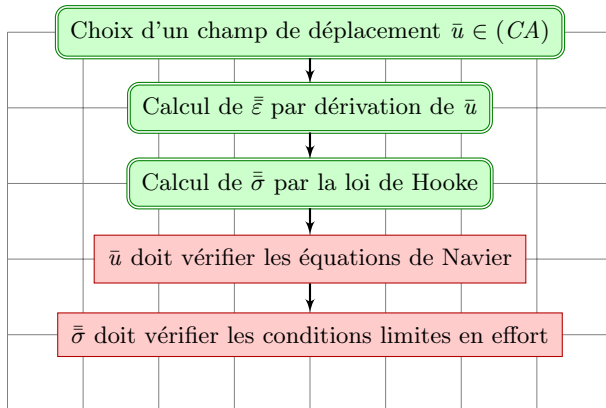 Choix d'un champ de déplacement ū ∈ (CA)
Calcul de ε̿ par dérivation de ū
Calcul de σ̿ par la loi de Hooke
ū doit vérifier les équations de Navier
σ̿ doit vérifier les conditions limites en effort